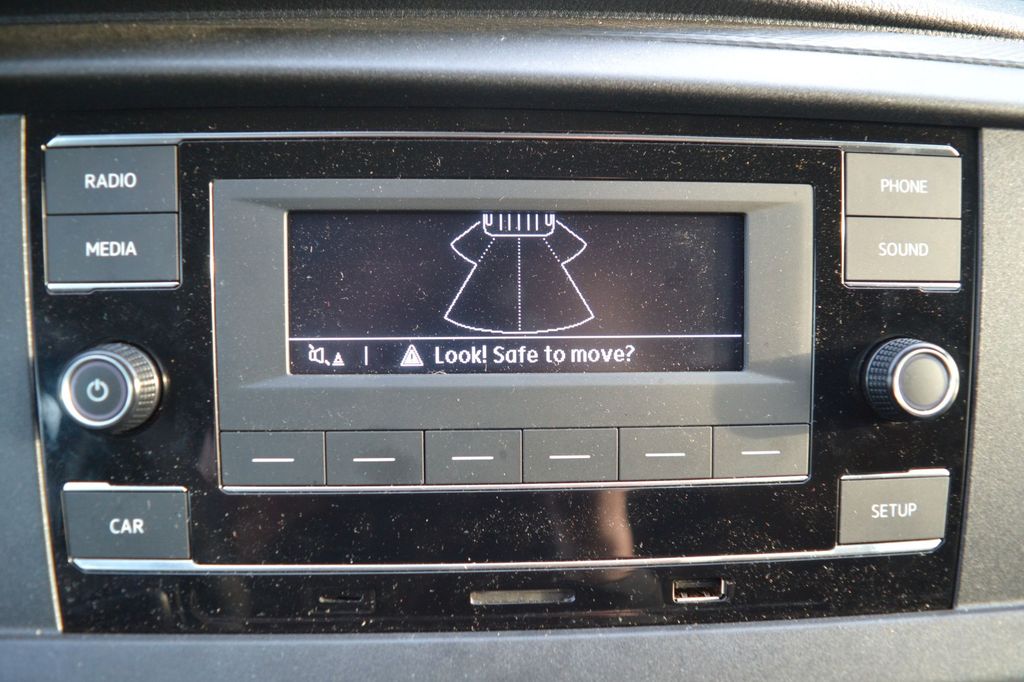 RADIO
PHONE
MEDIA
SOUND
Look! Safe to move?
CAR
SETUP